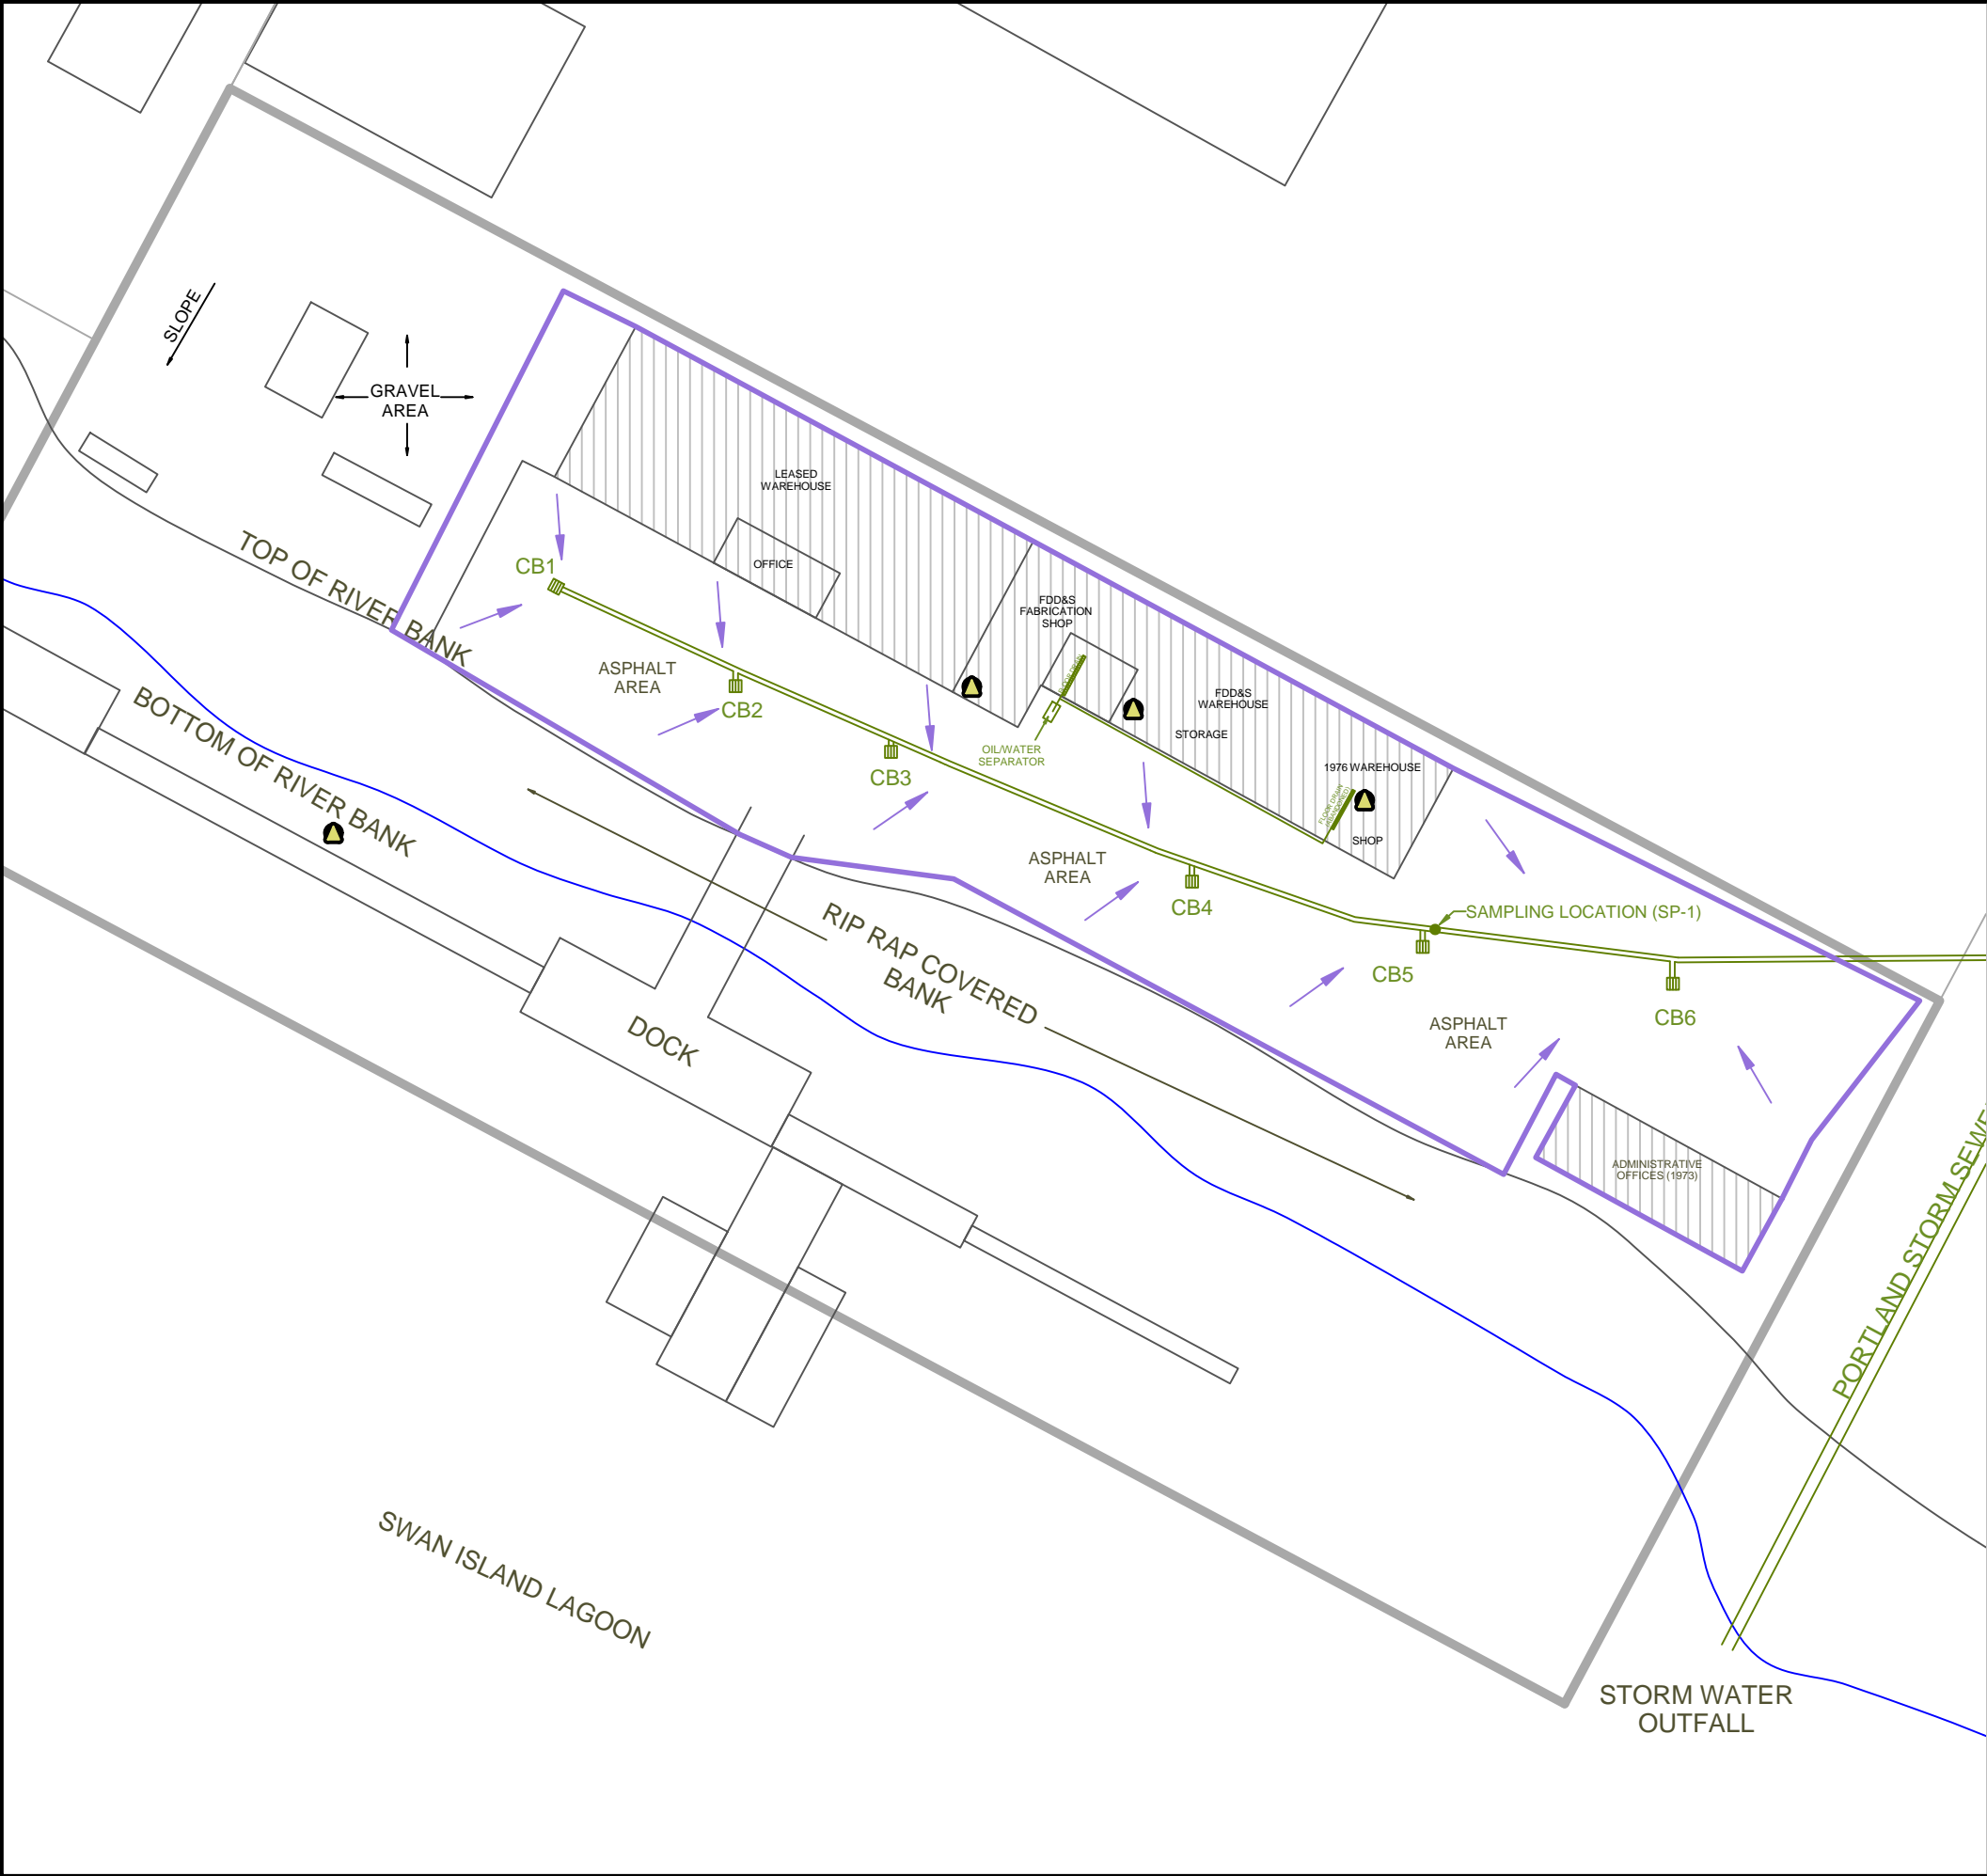 SLOPE
GRAVEL
AREA
LEASED
WAREHOUSE
OFFICE
CB1
TOP OF RIVER BANK
FDD&S
FABRICATION
SHOP
ASPHALT
AREA
CB2
FDD&S
WAREHOUSE
STORAGE
BOTTOM OF RIVER BANK
OIL/WATER
SEPARATOR
CB3
1976 WAREHOUSE
FLOOR DRAIN
(ABANDONED)
SHOP
ASPHALT
AREA
CB4
SAMPLING LOCATION (SP-1)
RIP RAP COVERED
BANK
CB5
CB6
DOCK
ASPHALT
AREA
ADMINISTRATIVE
OFFICES (1973)
PORTLAND STORM SEWE
SWAN ISLAND LAGOON
STORM WATER
OUTFALL